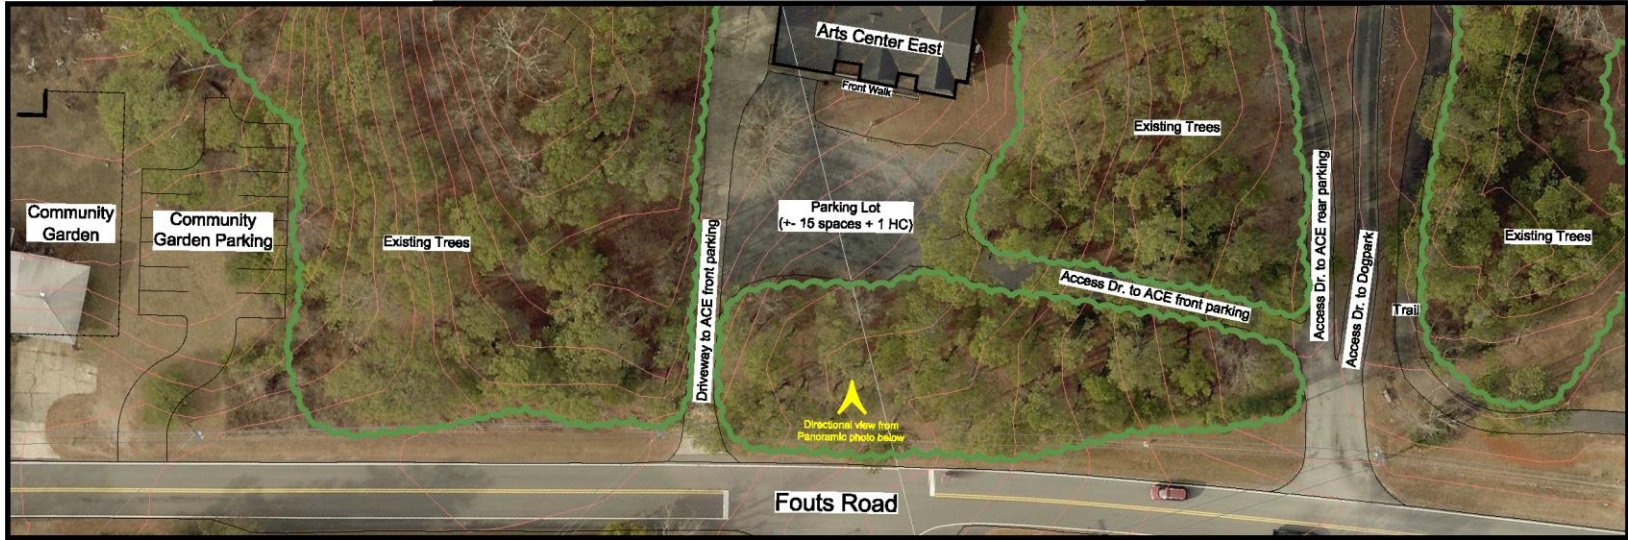 Arts Center East
Front Walk
Existing Trees
Community
Garden
Community
Garden Parking
Existing Trees
Driveway to ACE front parking
Parking Lot
(+- 15 spaces + 1 HC)
Access Dr. to ACE front parking
Access Dr. to ACE rear parking
Access Dr. to Dogpark
Trail
Existing Trees
Directional view from
Panoramic photo below
Fouts Road